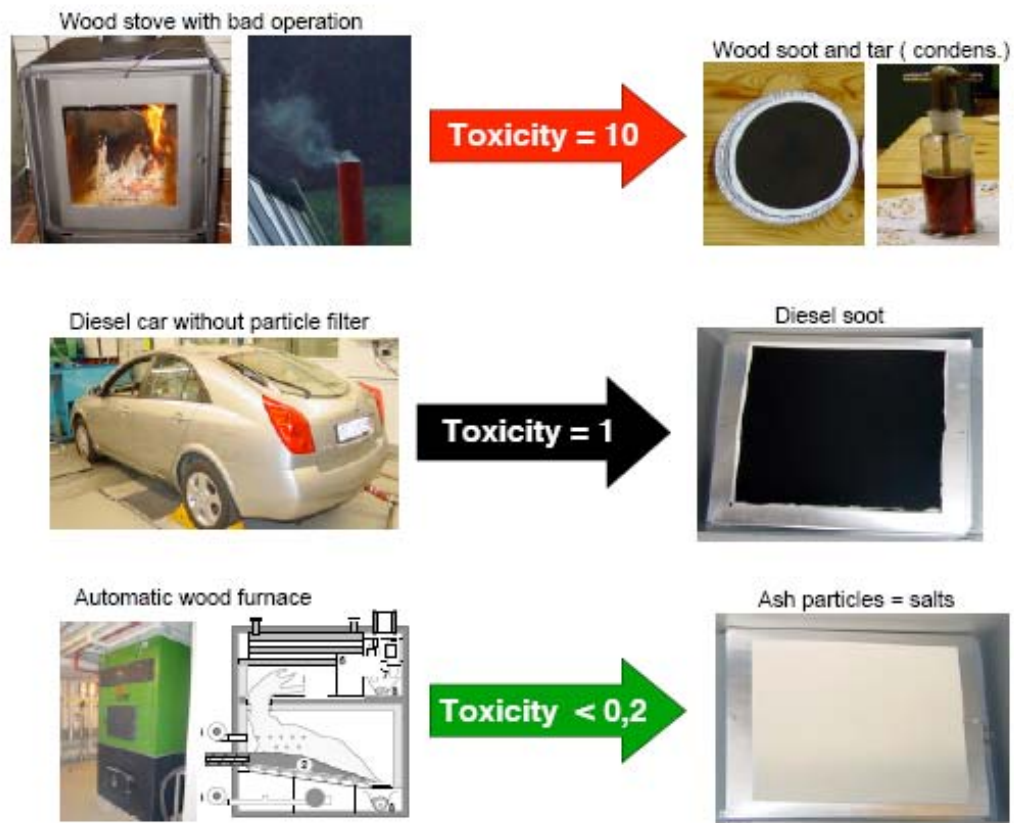 Wood stove with bad operation
Toxicity = 10
Wood soot and tar ( condens.)
Diesel car without particle filter
Toxicity = 1
Diesel soot
Automatic wood furnace
Toxicity < 0,2
Ash particles = salts